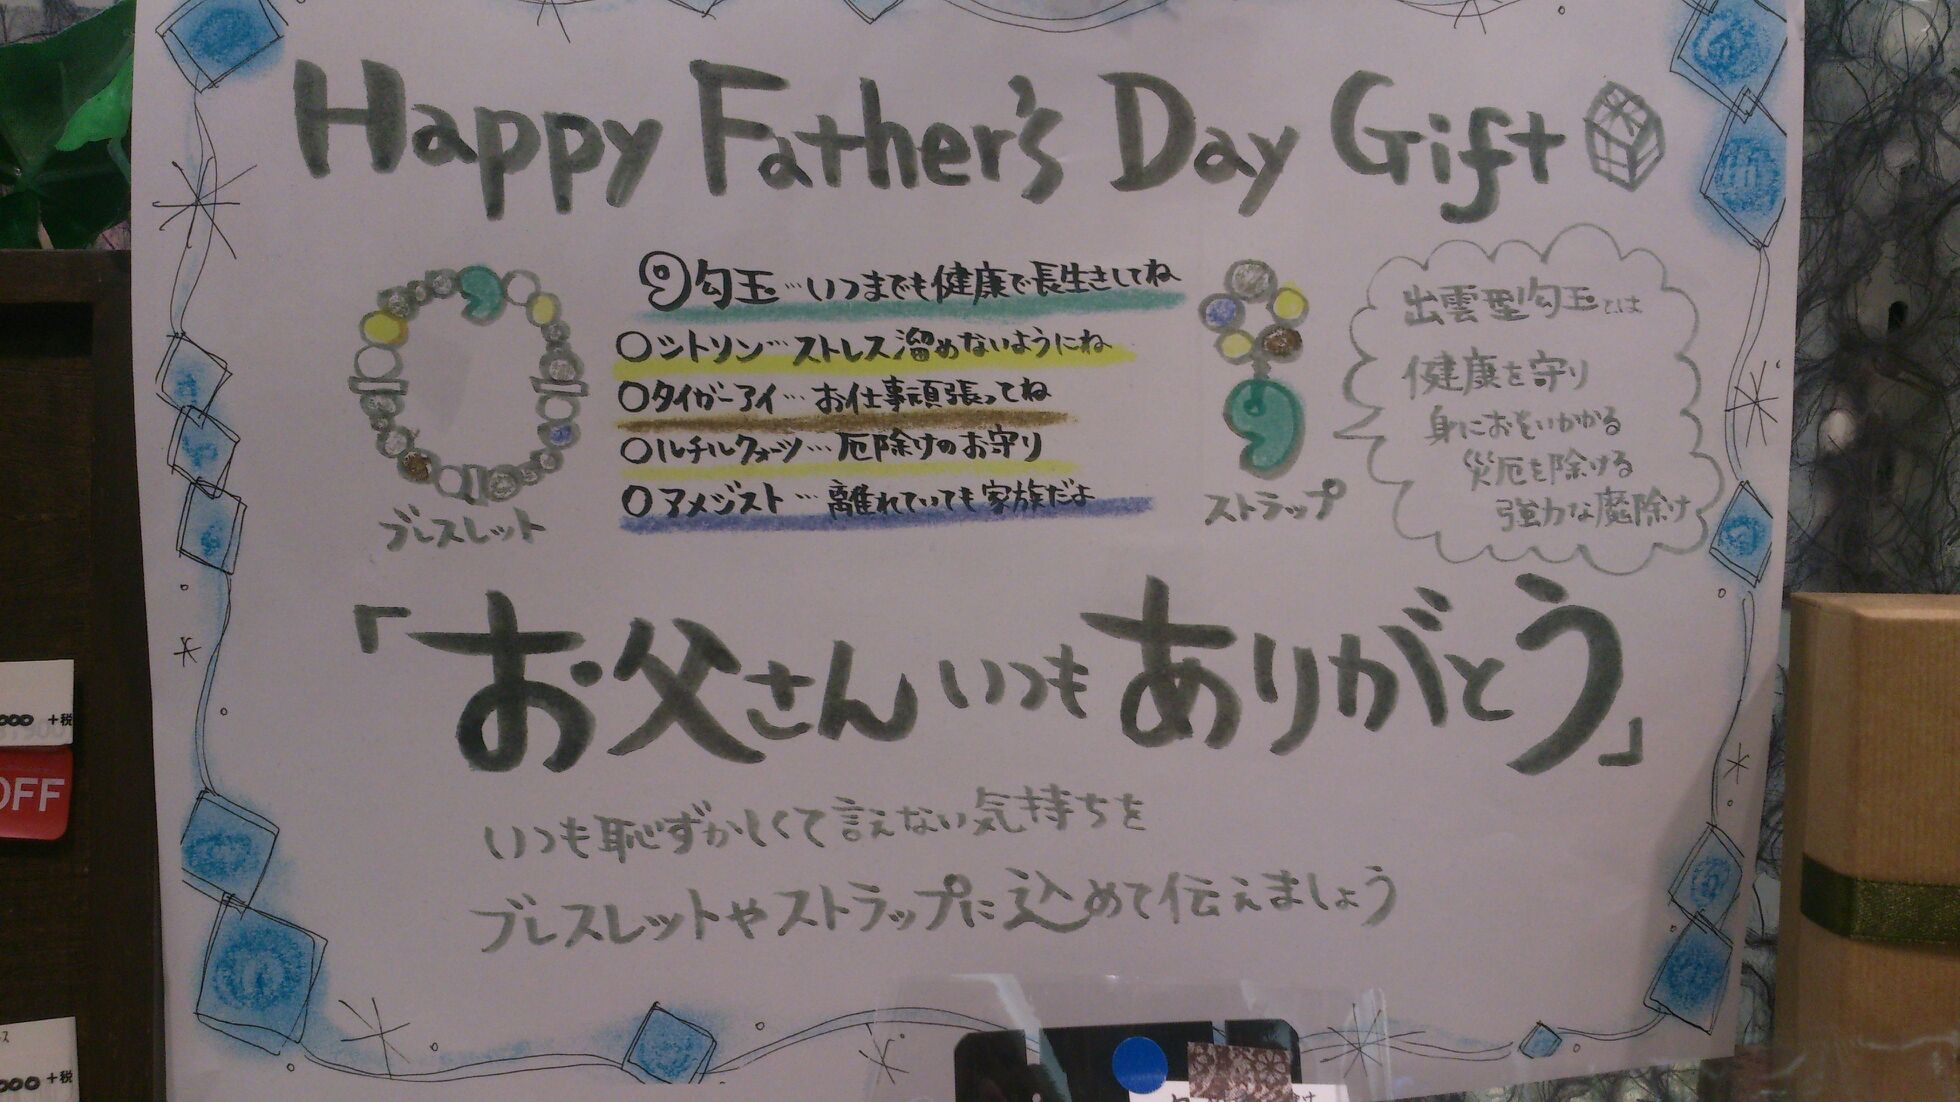 Happy Father's Day Gift
勾玉…いつまでも健康で長生きしてね
○シトリン…ストレス溜めないようにね
○タイガーアイ…お仕事頑張ってね
○ルチルクォーツ…厄除けのお守り
○アメジスト…離れていても家族だよ
ブレスレット
ストラップ
出雲型勾玉とは
健康を守り
身におそいかかる
災厄を除ける
強力な魔除け
「お父さんいつもありがとう」
いつも恥ずかしくて言えない気持ちを
ブレスレットやストラップに込めて伝えましょう
000 +税
OFF
000 +税